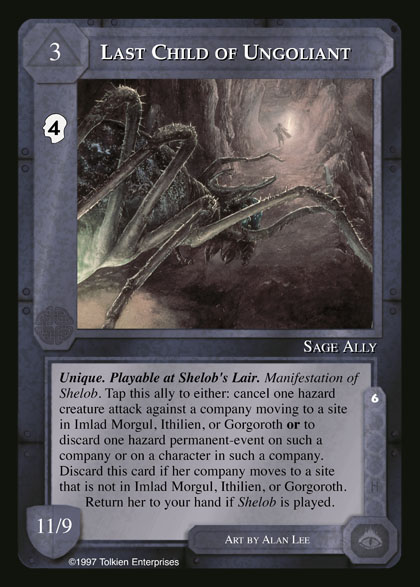 3
LAST CHILD OF UNGOLIANT
4
SAGE ALLY
Unique. Playable at Shelob's Lair. Manifestation of
Shelob. Tap this ally to either: cancel one hazard
creature attack against a company moving to a site
in Imlad Morgul, Ithilien, or Gorgoroth or to
discard one hazard permanent-event on such a
company or on a character in such a company.
Discard this card if her company moves to a site
that is not in Imlad Morgul, Ithilien, or Gorgoroth.
Return her to your hand if Shelob is played.
6
11/9
ART BY ALAN LEE
©1997 Tolkien Enterprises